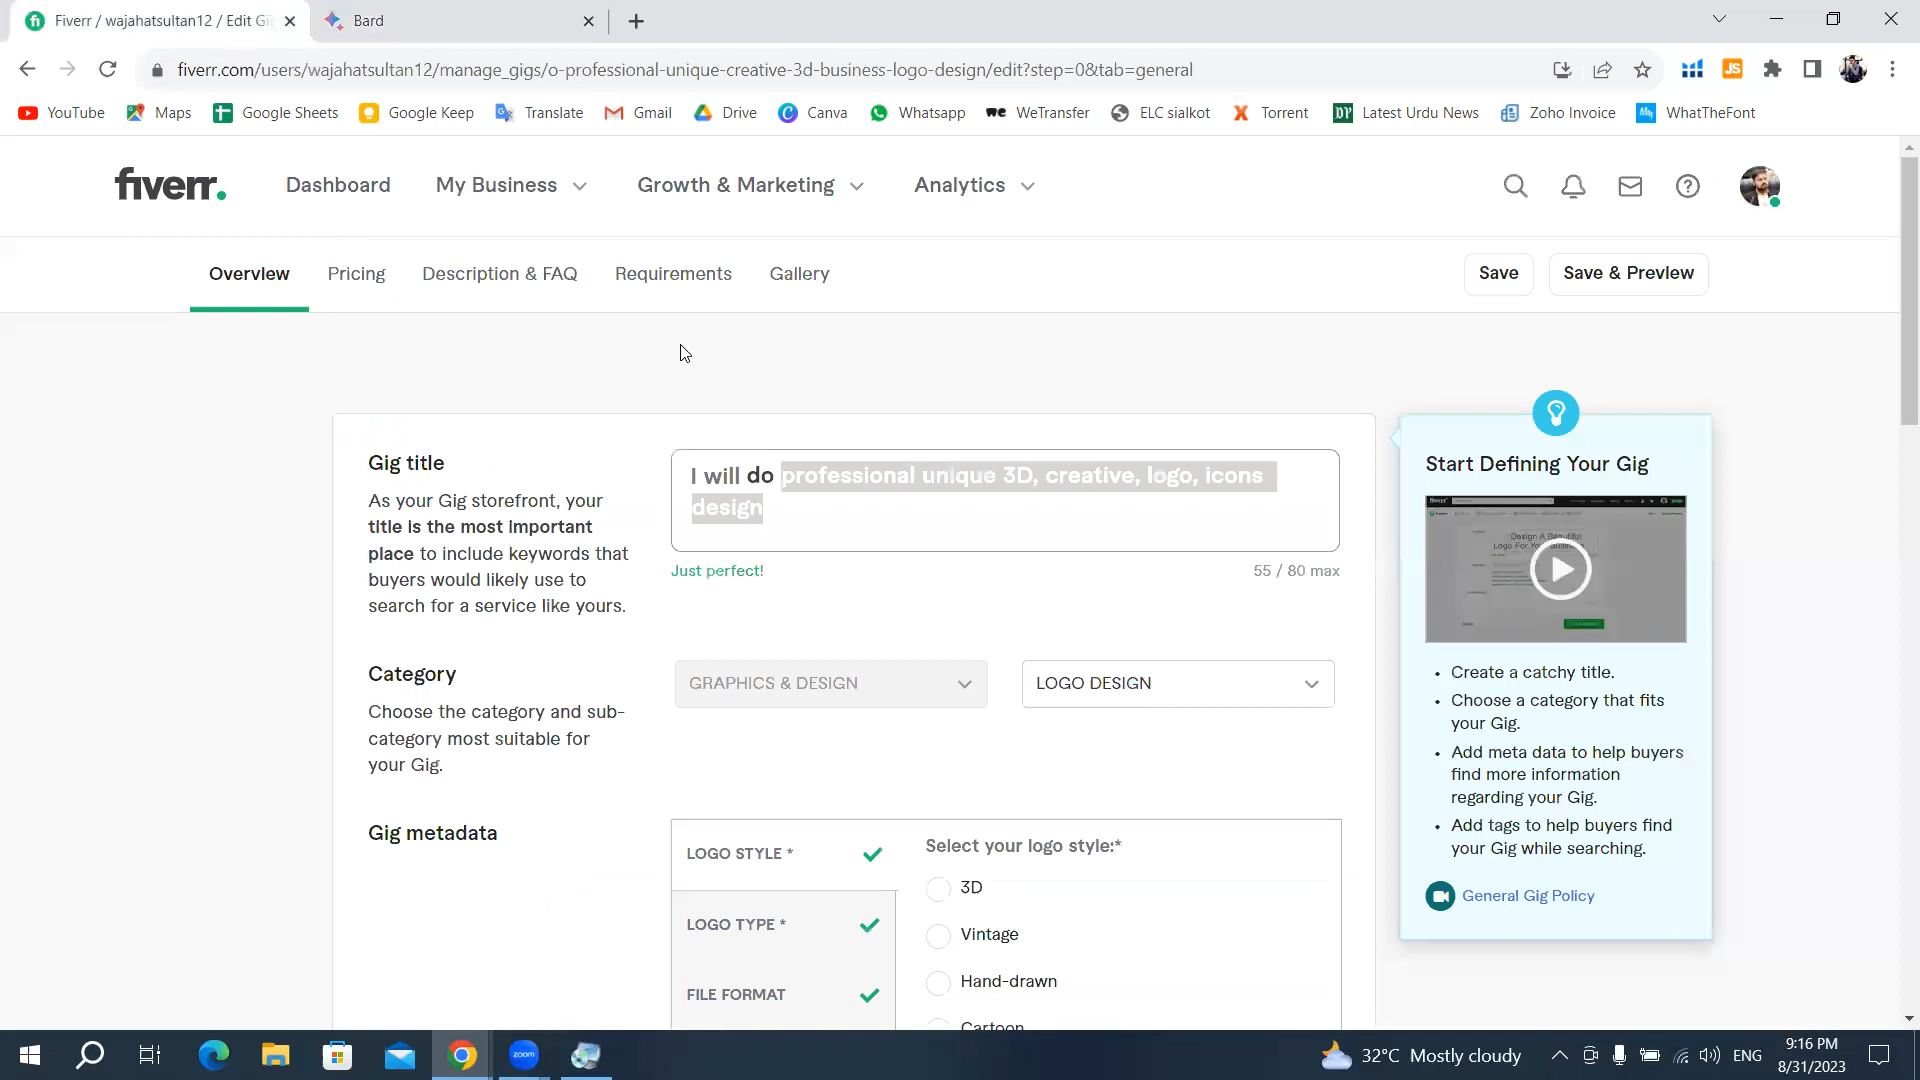 Fiverr / wajahatsultan12 / Edit Gi
Bard
fiverr.com/users/wajahatsultan12/manage_gigs/o-professional-unique-creative-3d-business-logo-design/edit?step=0&tab=general
YouTube Maps Google Sheets Google Keep Translate Gmail Drive Canva Whatsapp WeTransfer ELC sialkot Torrent Latest Urdu News Zoho Invoice WhatTheFont
fiverr. Dashboard My Business Growth & Marketing Analytics
Overview Pricing Description & FAQ Requirements Gallery Save Save & Preview
Gig title
As your Gig storefront, your
title is the most important
place to include keywords that
buyers would likely use to
search for a service like yours.
I will do professional unique 3D, creative, logo, icons
design
Just perfect! 55 / 80 max
Category
Choose the category and sub-
category most suitable for
your Gig.
GRAPHICS & DESIGN LOGO DESIGN
Gig metadata
LOGO STYLE *
LOGO TYPE *
FILE FORMAT
Select your logo style:*
3D
Vintage
Hand-drawn
Cartoon
Start Defining Your Gig
Design A Beautiful
Logo For Your Business
Create a catchy title.
Choose a category that fits
your Gig.
Add meta data to help buyers
find more information
regarding your Gig.
Add tags to help buyers find
your Gig while searching.
General Gig Policy
zoom
32°C Mostly cloudy ENG 9:16 PM
8/31/2023